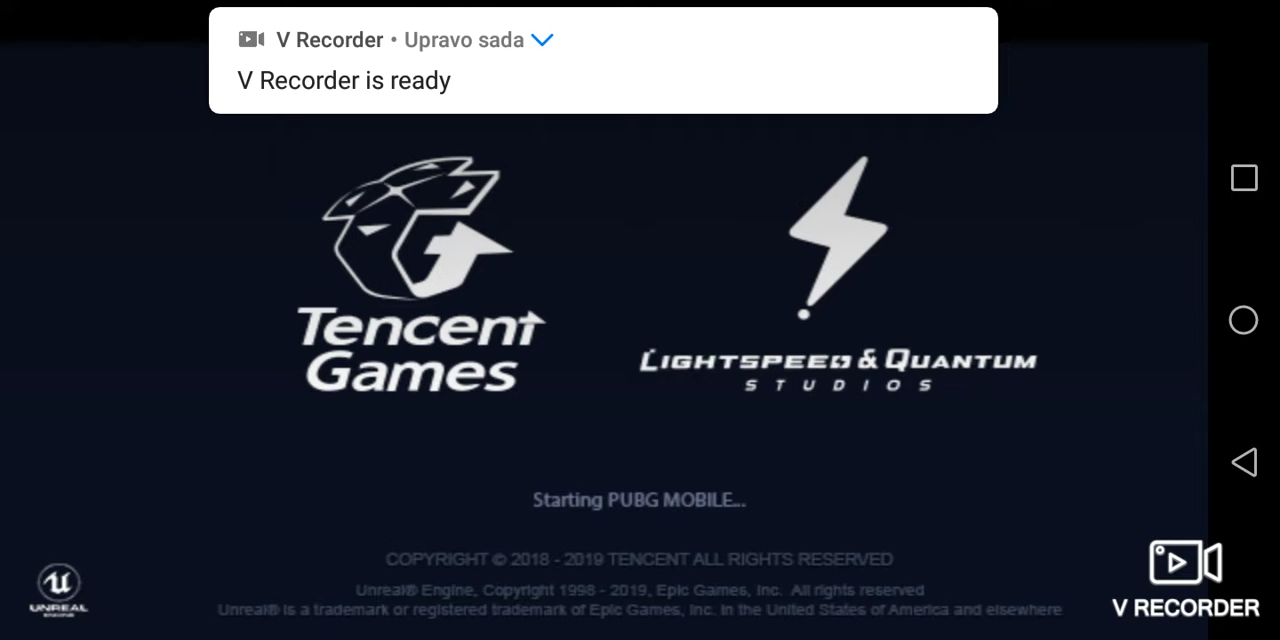 V Recorder • Upravo sada
V Recorder is ready
Tencent
Games
LIGHTSPEED & QUANTUM
STUDIOS
Starting PUBG MOBILE...
COPYRIGHT © 2018 - 2019 TENCENT ALL RIGHTS RESERVED
Unreal® Engine, Copyright 1998 - 2019, Epic Games, Inc. All rights reserved
Unreal® is a trademark or registered trademark of Epic Games, Inc. in the United States of America and elsewhere
UNREAL
ENGINE
V RECORDER